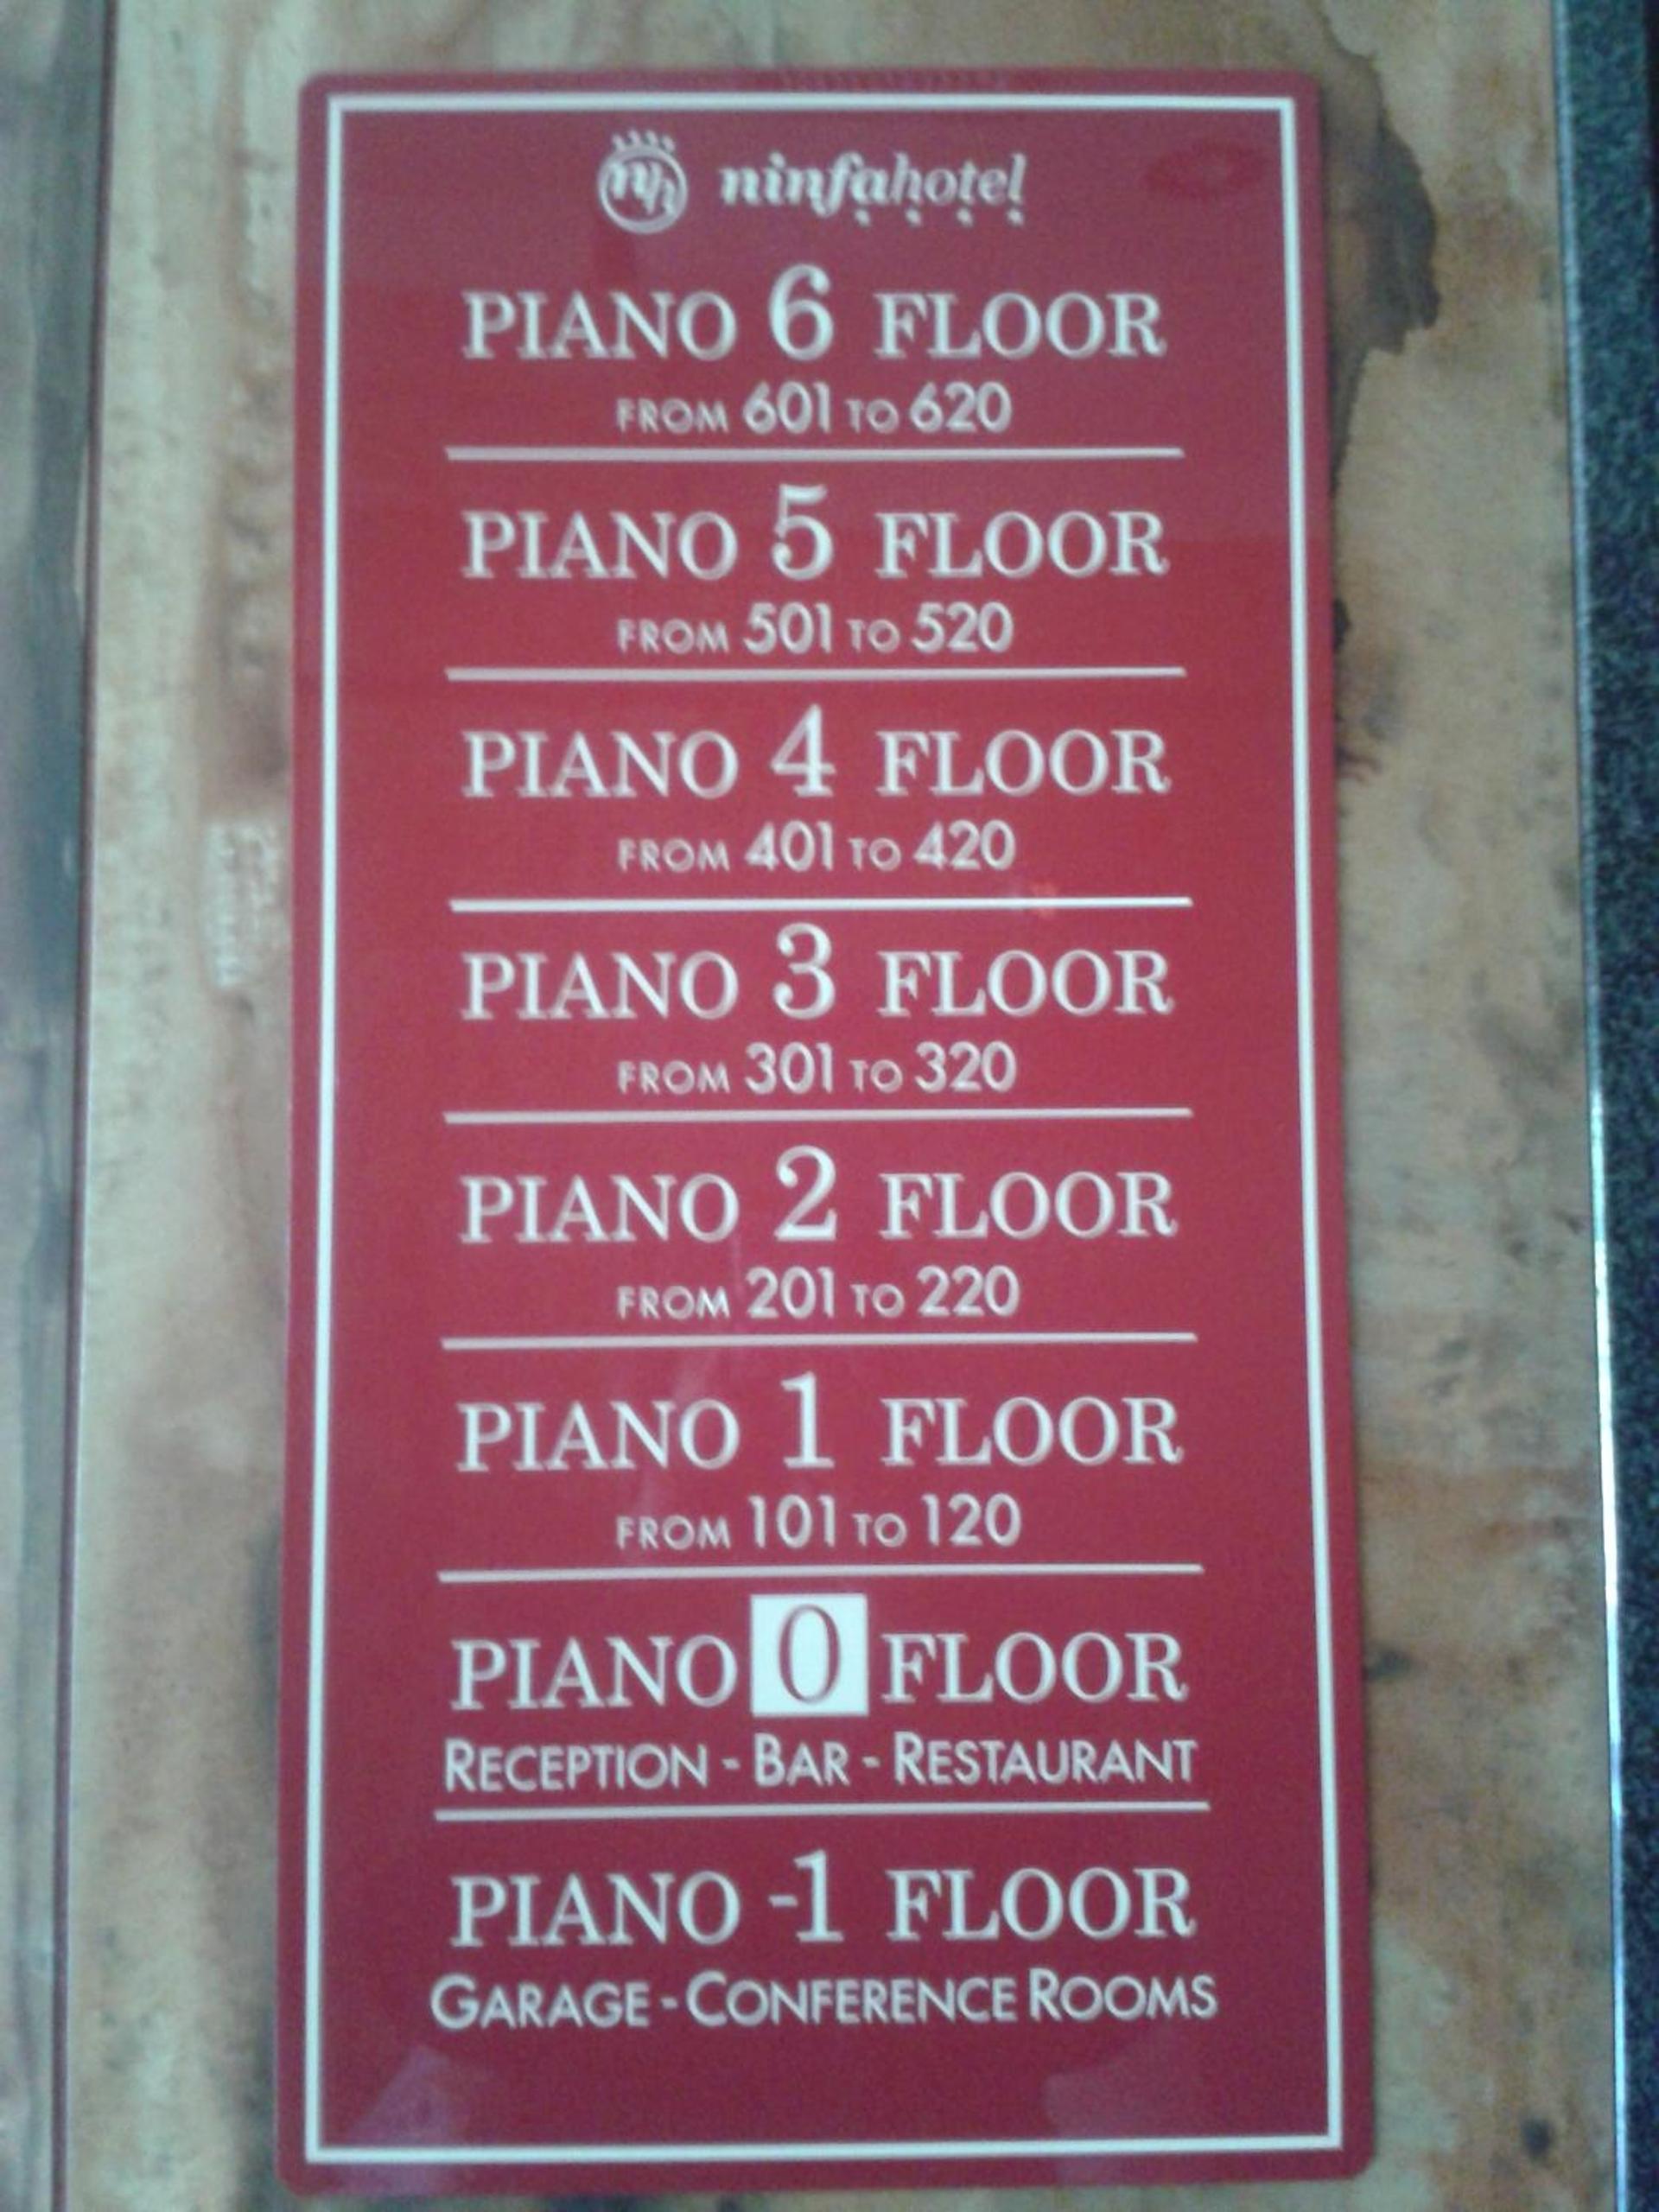 nh ninfahotel
PIANO 6 FLOOR
FROM 601 TO 620
PIANO 5 FLOOR
FROM 501 TO 520
PIANO 4 FLOOR
FROM 401 TO 420
PIANO 3 FLOOR
FROM 301 TO 320
PIANO 2 FLOOR
FROM 201 TO 220
PIANO 1 FLOOR
FROM 101 TO 120
PIANO 0 FLOOR
RECEPTION - BAR - RESTAURANT
PIANO -1 FLOOR
GARAGE - CONFERENCE ROOMS